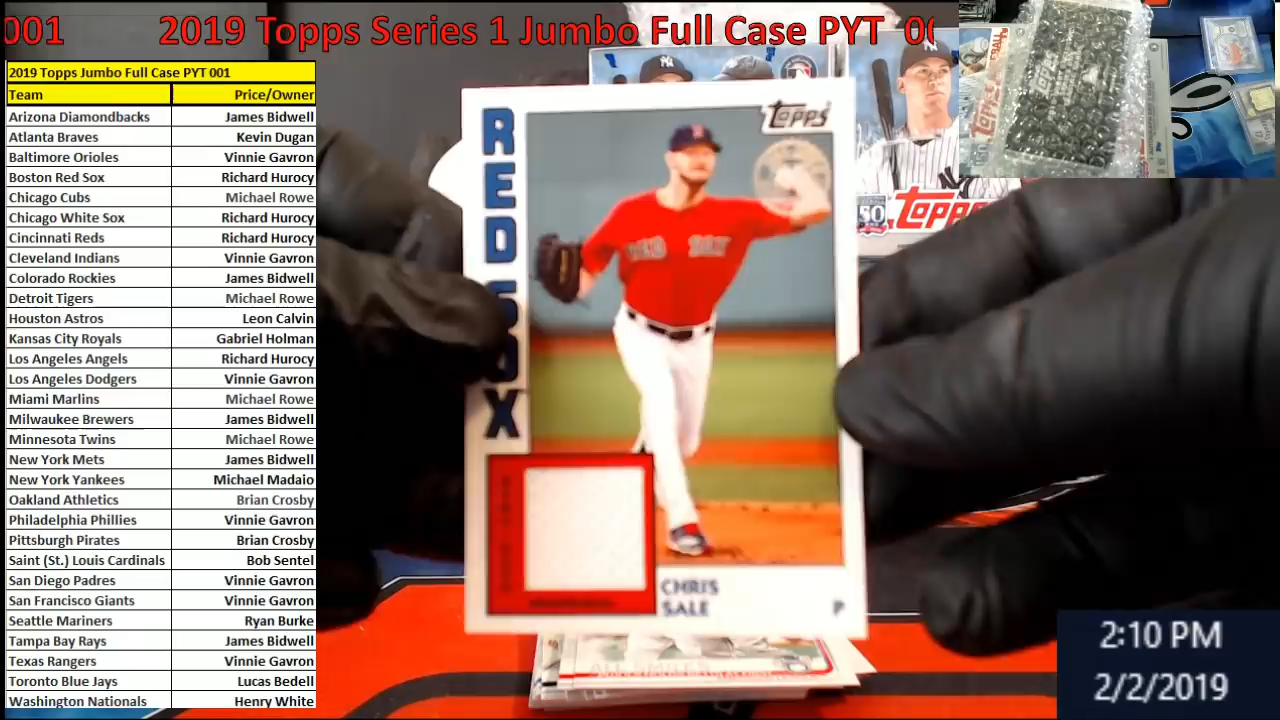 001 2019 Topps Series 1 Jumbo Full Case PYT 00
2019 Topps Jumbo Full Case PYT 001
Team Price/Owner
Arizona Diamondbacks James Bidwell
Atlanta Braves Kevin Dugan
Baltimore Orioles Vinnie Gavron
Boston Red Sox Richard Hurocy
Chicago Cubs Michael Rowe
Chicago White Sox Richard Hurocy
Cincinnati Reds Richard Hurocy
Cleveland Indians Vinnie Gavron
Colorado Rockies James Bidwell
Detroit Tigers Michael Rowe
Houston Astros Leon Calvin
Kansas City Royals Gabriel Holman
Los Angeles Angels Richard Hurocy
Los Angeles Dodgers Vinnie Gavron
Miami Marlins Michael Rowe
Milwaukee Brewers James Bidwell
Minnesota Twins Michael Rowe
New York Mets James Bidwell
New York Yankees Michael Madaio
Oakland Athletics Brian Crosby
Philadelphia Phillies Vinnie Gavron
Pittsburgh Pirates Brian Crosby
Saint (St.) Louis Cardinals Bob Sentel
San Diego Padres Vinnie Gavron
San Francisco Giants Vinnie Gavron
Seattle Mariners Ryan Burke
Tampa Bay Rays James Bidwell
Texas Rangers Vinnie Gavron
Toronto Blue Jays Lucas Bedell
Washington Nationals Henry White
Topps
RED SOX
RED SOX
CHRIS
SALE
P
Topps
2:10 PM
2/2/2019